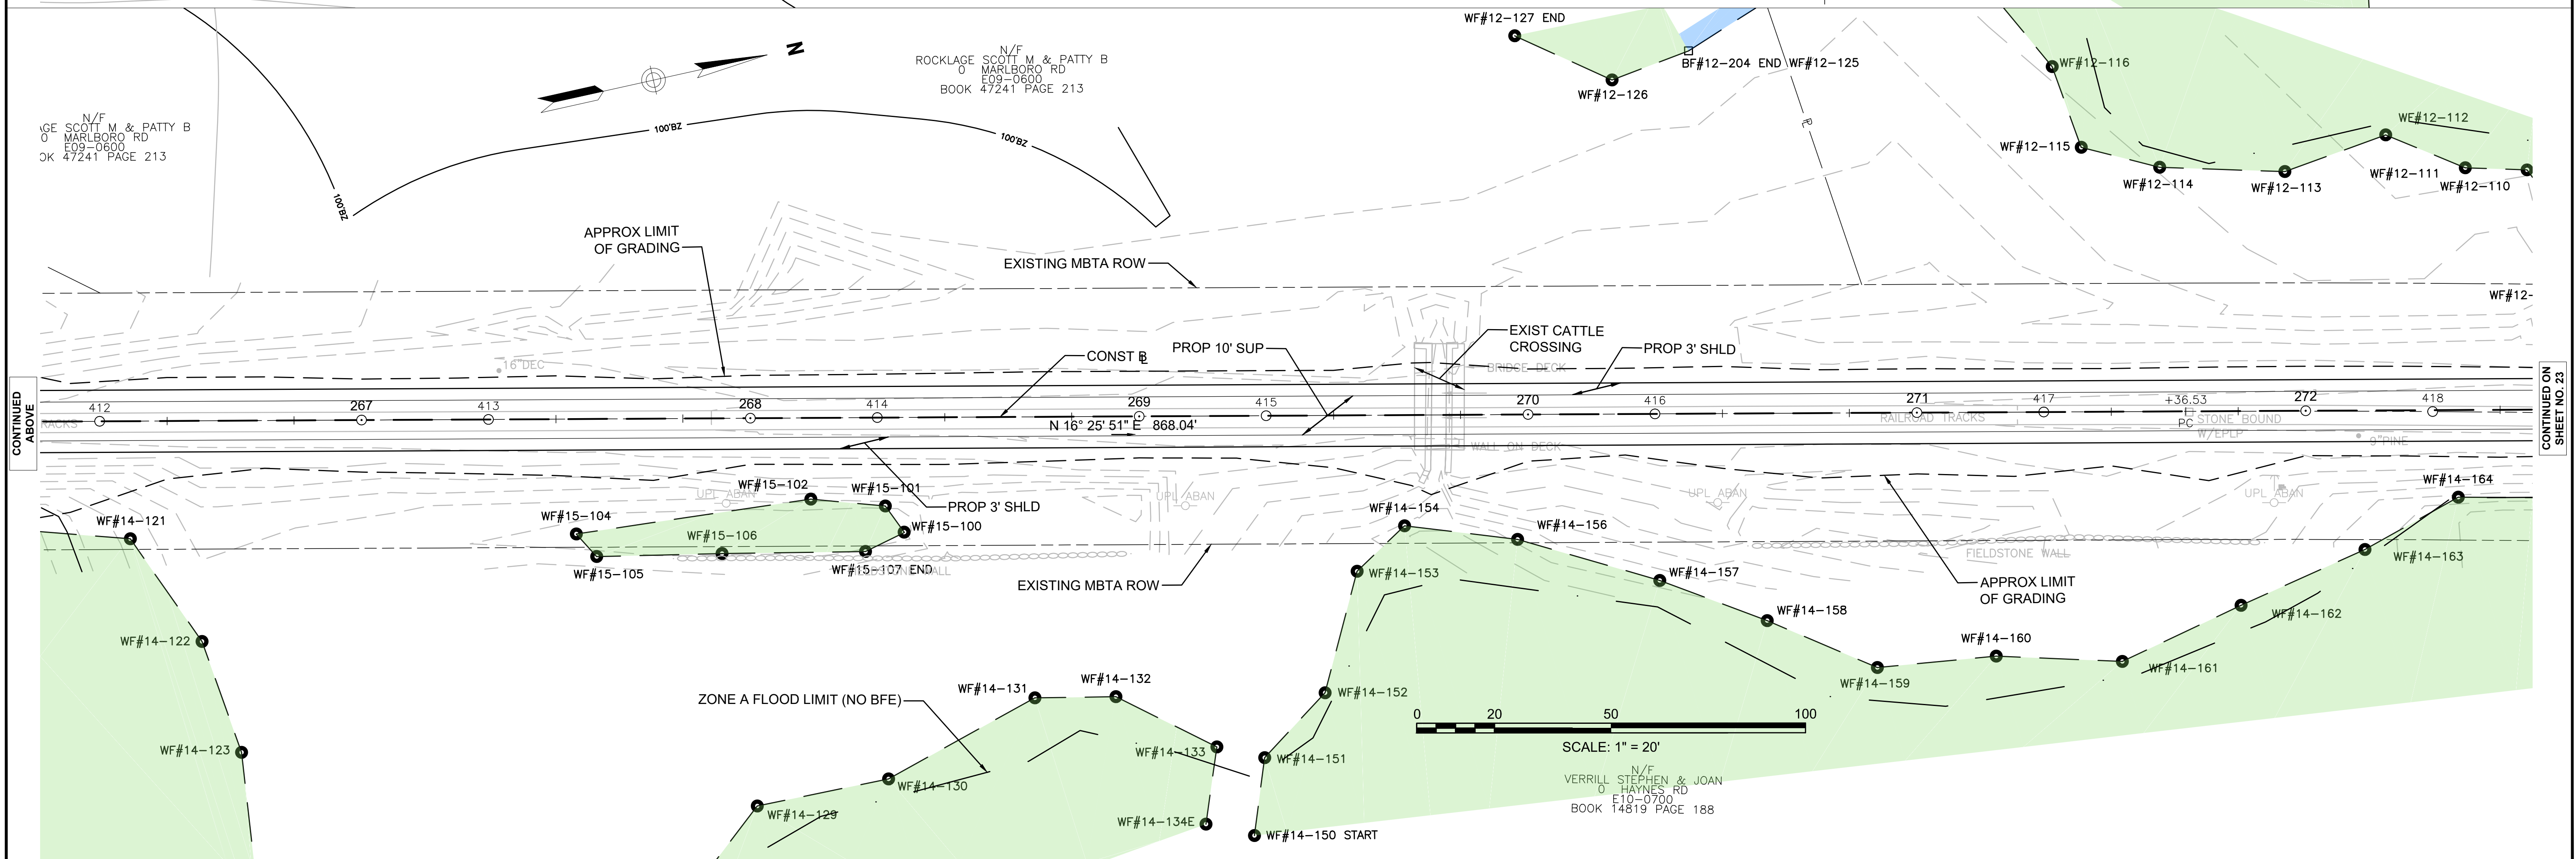 WF#12-127 END
BF#12-204 END WF#12-125
WF#12-126
WF#12-116
WF#12-115
WF#12-114
WF#12-113
WF#12-112
WF#12-111
WF#12-110
WF#12-
N
N/F
ROCKLAGE SCOTT M & PATTY B
0 MARLBORO RD
E09-0600
BOOK 47241 PAGE 213
N/F
AGE SCOTT M & PATTY B
0 MARLBORO RD
E09-0600
OK 47241 PAGE 213
100'BZ
100'BZ
100'BZ
PL
APPROX LIMIT
OF GRADING
EXISTING MBTA ROW
CONST BL
PROP 10' SUP
EXIST CATTLE
CROSSING
PROP 3' SHLD
16"DEC
BRIDGE DECK
CONTINUED
ABOVE
CONTINUED ON
SHEET NO. 23
412
267
413
268
414
269
415
270
416
271
417
+36.53
PC
272
418
RACKS
N 16° 25' 51" E 868.04'
RAILROAD TRACKS
STONE BOUND
W/EPLP
9"PINE
WALL ON DECK
UPL ABAN
UPL ABAN
UPL ABAN
UPL ABAN
PROP 3' SHLD
WF#15-102
WF#15-101
WF#15-104
WF#15-100
WF#15-106
WF#15-105
WF#15-107 END
FIELDSTONE WALL
FIELDSTONE WALL
EXISTING MBTA ROW
APPROX LIMIT
OF GRADING
WF#14-121
WF#14-122
WF#14-123
WF#14-154
WF#14-156
WF#14-153
WF#14-157
WF#14-158
WF#14-164
WF#14-163
WF#14-162
WF#14-160
WF#14-161
WF#14-159
WF#14-152
WF#14-151
WF#14-150 START
WF#14-131
WF#14-132
WF#14-133
WF#14-134E
WF#14-130
WF#14-129
ZONE A FLOOD LIMIT (NO BFE)
0 20 50 100
SCALE: 1" = 20'
N/F
VERRILL STEPHEN & JOAN
0 HAYNES RD
E10-0700
BOOK 14819 PAGE 188